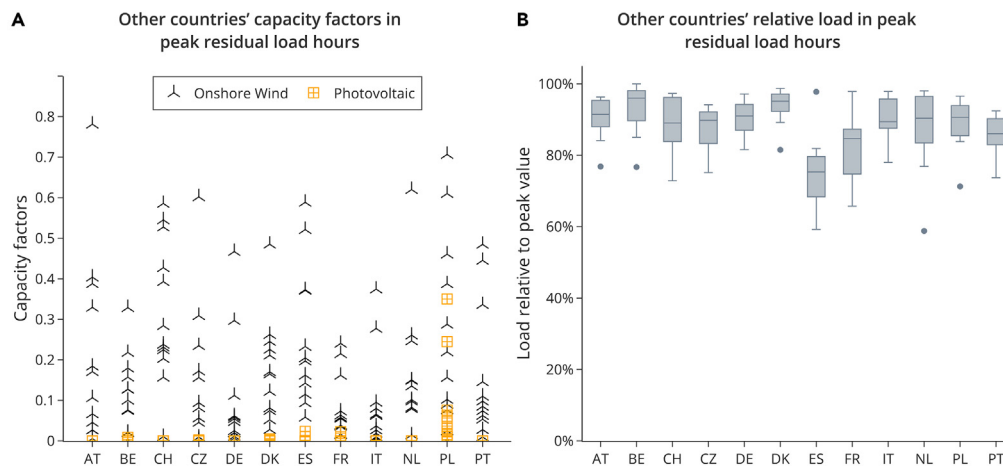 A
Other countries' capacity factors in
peak residual load hours
Onshore Wind
Photovoltaic
Capacity factors
0.8
0.7
0.6
0.5
0.4
0.3
0.2
0.1
0
AT BE CH CZ DE DK ES FR IT NL PL PT
B
Other countries' relative load in peak
residual load hours
Load relative to peak value
100%
80%
60%
40%
20%
0%
AT BE CH CZ DE DK ES FR IT NL PL PT